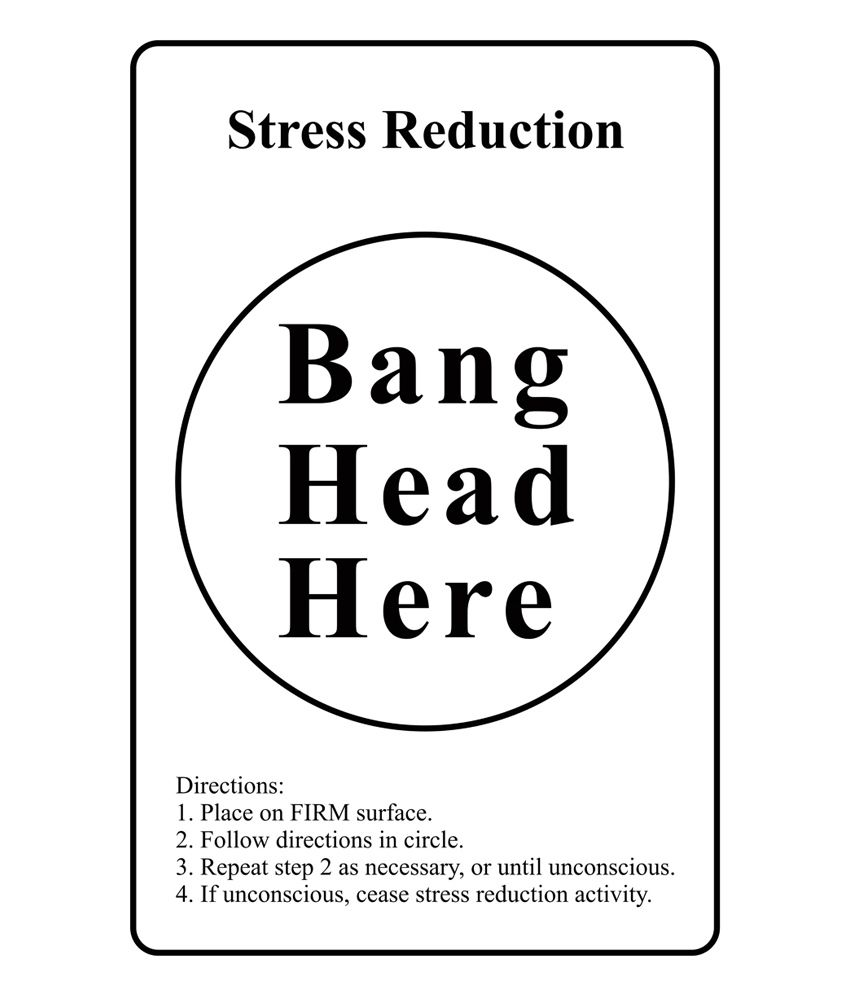 Stress Reduction
Bang
Head
Here
Directions:
1. Place on FIRM surface.
2. Follow directions in circle.
3. Repeat step 2 as necessary, or until unconscious.
4. If unconscious, cease stress reduction activity.